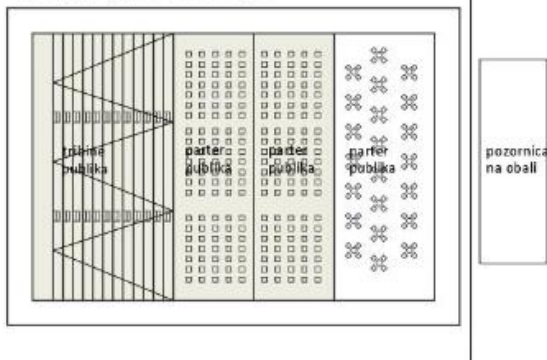 tribine
publika
parter
publika
parter
publika
parter
publika
pozornica
na obali